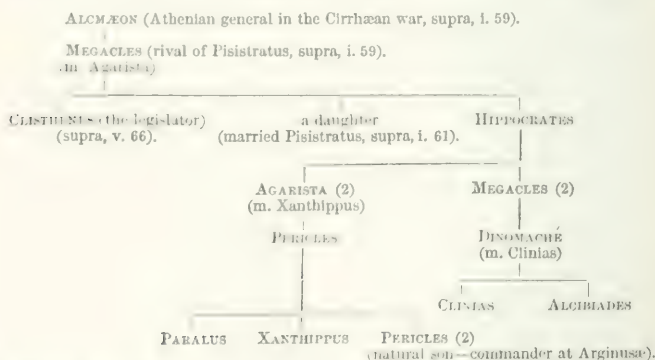 ALCMÆON (Athenian general in the Cirrhæan war, supra, i. 59).
MEGACLES (rival of Pisistratus, supra, i. 59).
(m Agarista)
CLISTHENES (the legislator) a daughter HIPPOCRATES
(supra, v. 66). (married Pisistratus, supra, i. 61).
AGARISTA (2) MEGACLES (2)
(m. Xanthippus)
PERICLES DINOMACHÉ
(m. Clinias)
CLINIAS ALCIBIADES
PARALUS XANTHIPPUS PERICLES (2)
(natural son—commander at Arginusæ).